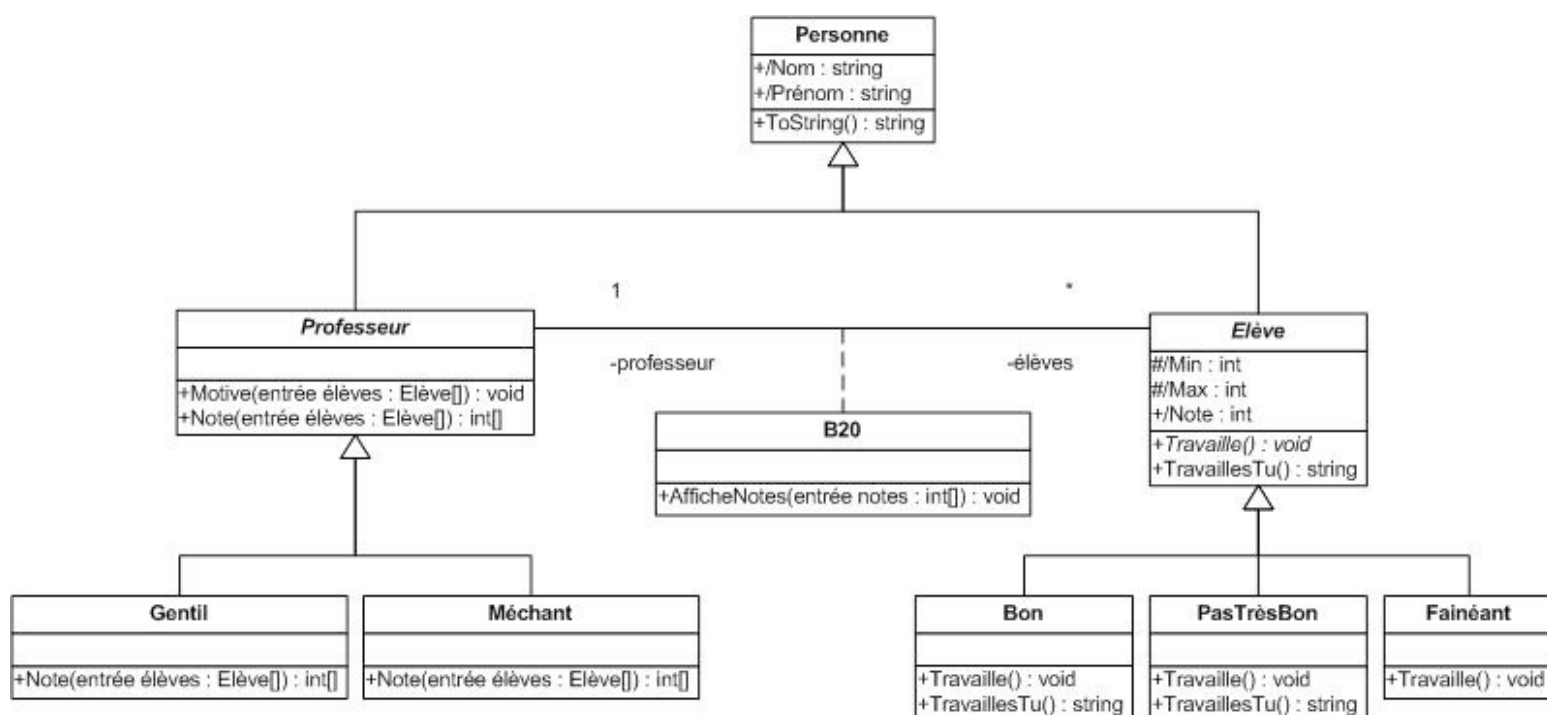 Personne
+/Nom : string
+/Prénom : string
+ToString() : string
1
*
Professeur
+Motive(entrée élèves : Elève[]) : void
+Note(entrée élèves : Elève[]) : int[]
-professeur
-élèves
Elève
#/Min : int
#/Max : int
+/Note : int
+Travaille() : void
+TravaillesTu() : string
B20
+AfficheNotes(entrée notes : int[]) : void
Gentil
+Note(entrée élèves : Elève[]) : int[]
Méchant
+Note(entrée élèves : Elève[]) : int[]
Bon
+Travaille() : void
+TravaillesTu() : string
PasTrèsBon
+Travaille() : void
+TravaillesTu() : string
Fainéant
+Travaille() : void